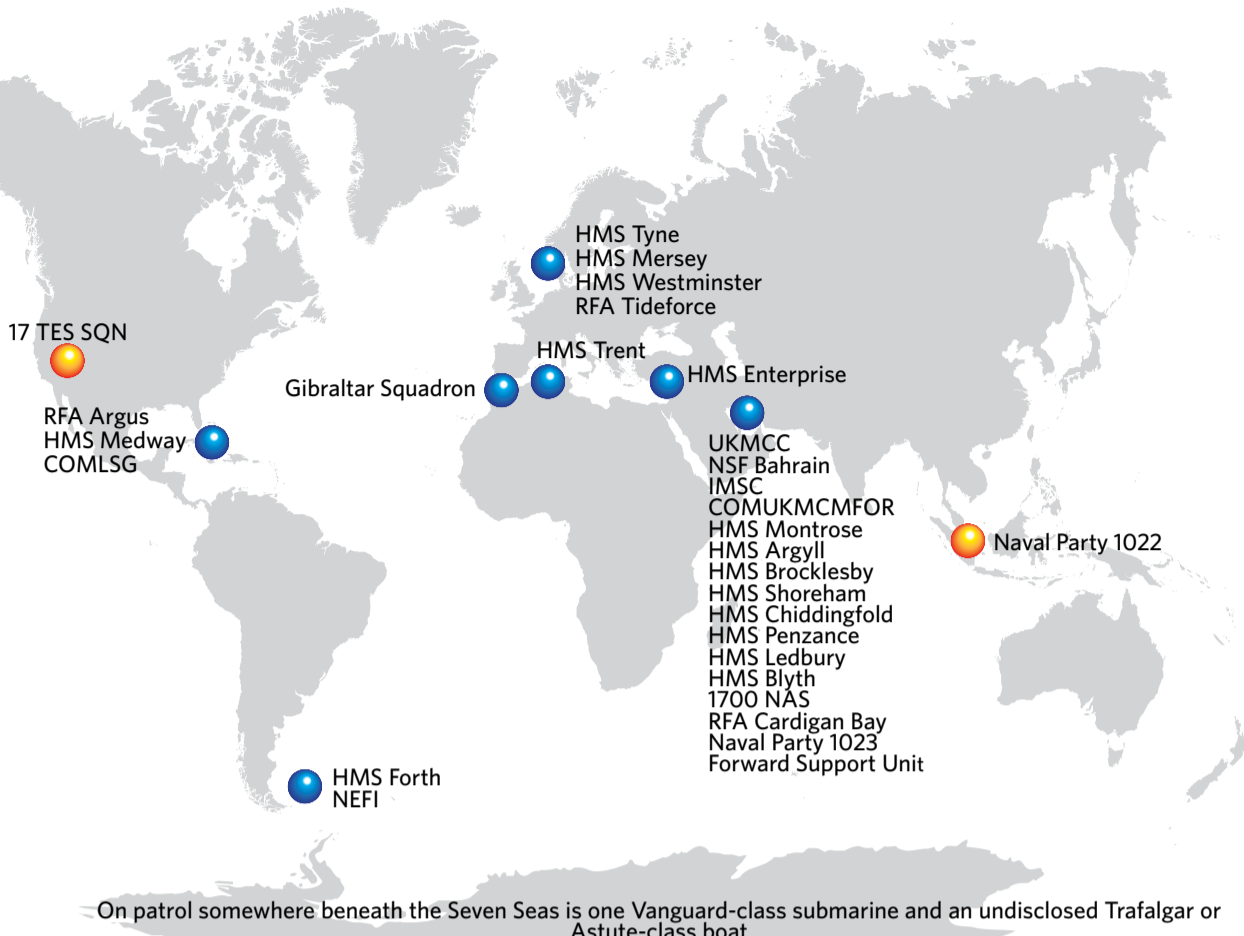 HMS Tyne
HMS Mersey
HMS Westminster
RFA Tideforce
17 TES SQN
HMS Trent
HMS Enterprise
Gibraltar Squadron
RFA Argus
HMS Medway
COMLSG
UKMCC
NSF Bahrain
IMSC
COMUKMCMFOR
HMS Montrose
HMS Argyll
HMS Brocklesby
HMS Shoreham
HMS Chiddingfold
HMS Penzance
HMS Ledbury
HMS Blyth
1700 NAS
RFA Cardigan Bay
Naval Party 1023
Forward Support Unit
Naval Party 1022
HMS Forth
NEFI
On patrol somewhere beneath the Seven Seas is one Vanguard-class submarine and an undisclosed Trafalgar or
Astute-class boat